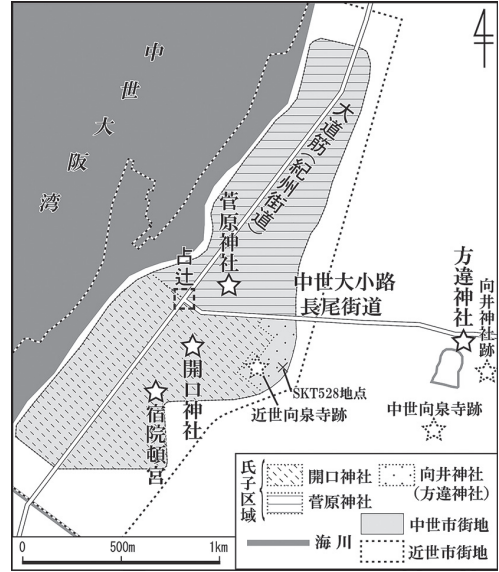 中世大阪湾
大道筋（紀州街道）
菅原神社
占辻
中世大小路
長尾街道
方違神社
向井神社跡
開口神社
宿院頓宮
SKT528地点
近世向泉寺跡
中世向泉寺跡
氏子区域
開口神社
向井神社
（方違神社）
菅原神社
中世市街地
海川
近世市街地
0 500m 1km